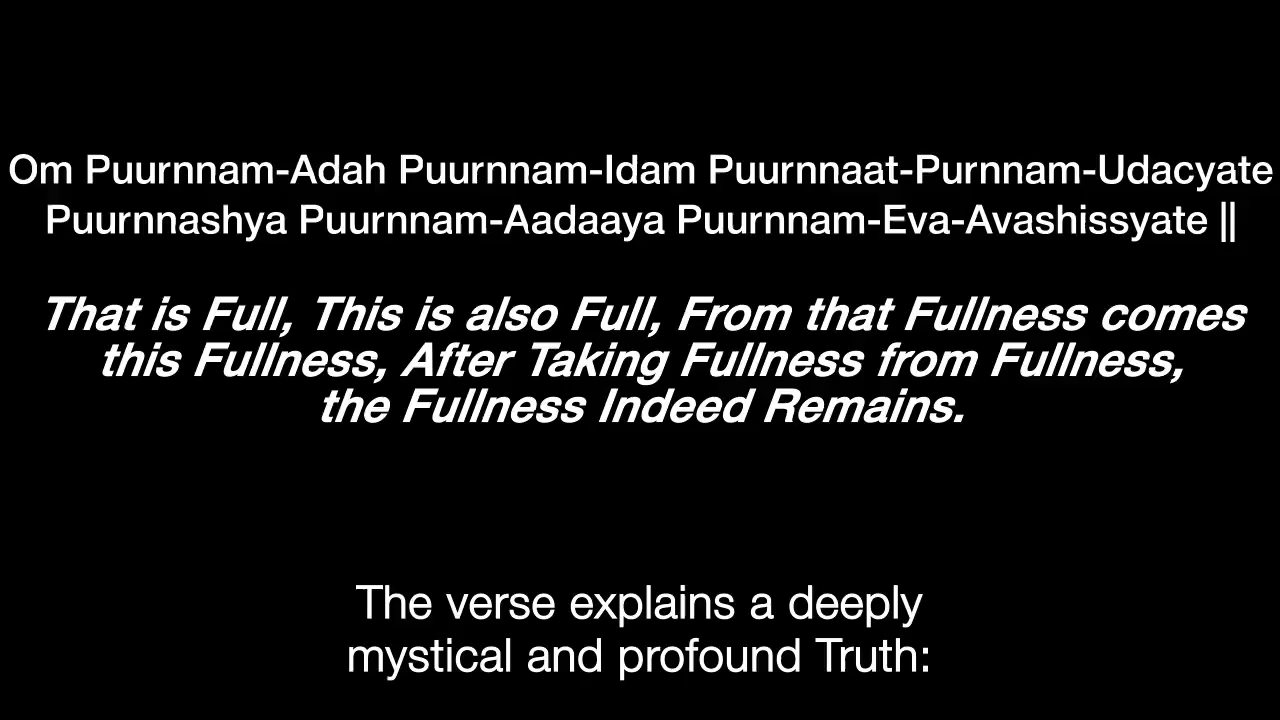 Om Puurnnam-Adah Puurnnam-Idam Puurnnaat-Purnnam-Udacyate
Puurnnashya Puurnnam-Aadaaya Puurnnam-Eva-Avashissyate ||
That is Full, This is also Full, From that Fullness comes
this Fullness, After Taking Fullness from Fullness,
the Fullness Indeed Remains.
The verse explains a deeply
mystical and profound Truth: